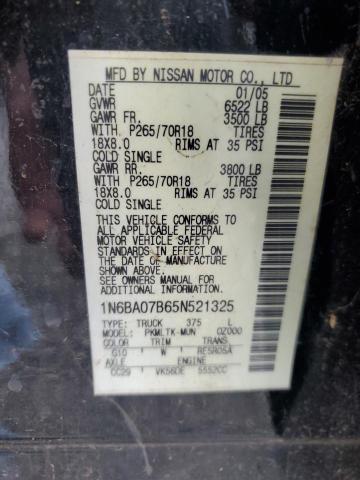 MFD BY NISSAN MOTOR CO., LTD
DATE 01/05
GVWR 6522 LB
GAWR FR. 3500 LB
WITH P265/70R18 TIRES
18X8.0 RIMS AT 35 PSI
COLD SINGLE
GAWR RR. 3800 LB
WITH P265/70R18 TIRES
18X8.0 RIMS AT 35 PSI
COLD SINGLE
THIS VEHICLE CONFORMS TO
ALL APPLICABLE FEDERAL
MOTOR VEHICLE SAFETY
STANDARDS IN EFFECT ON
THE DATE OF MANUFACTURE
SHOWN ABOVE.
SEE OWNERS MANUAL FOR
ADDITIONAL INFORMATION.
1N6BA07B65N521325
TYPE: TRUCK 375 L
MODEL: PKMLTK-MUN 0Z000
COLOR TRIM TRANS
G10 W RE5R05A
AXLE ENGINE
CC29 VK56DE 5552CC